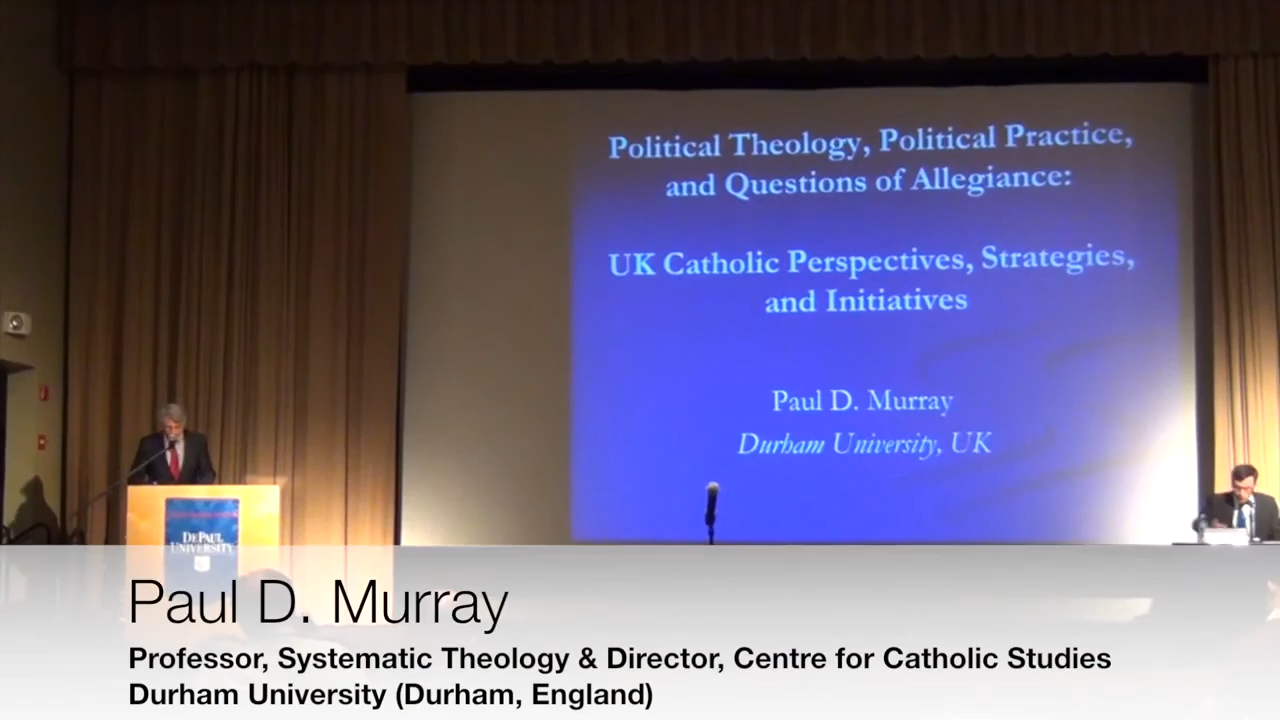 Political Theology, Political Practice,
and Questions of Allegiance:
UK Catholic Perspectives, Strategies,
and Initiatives
Paul D. Murray
Durham University, UK
DEPAUL
UNIVERSITY
Paul D. Murray
Professor, Systematic Theology & Director, Centre for Catholic Studies
Durham University (Durham, England)